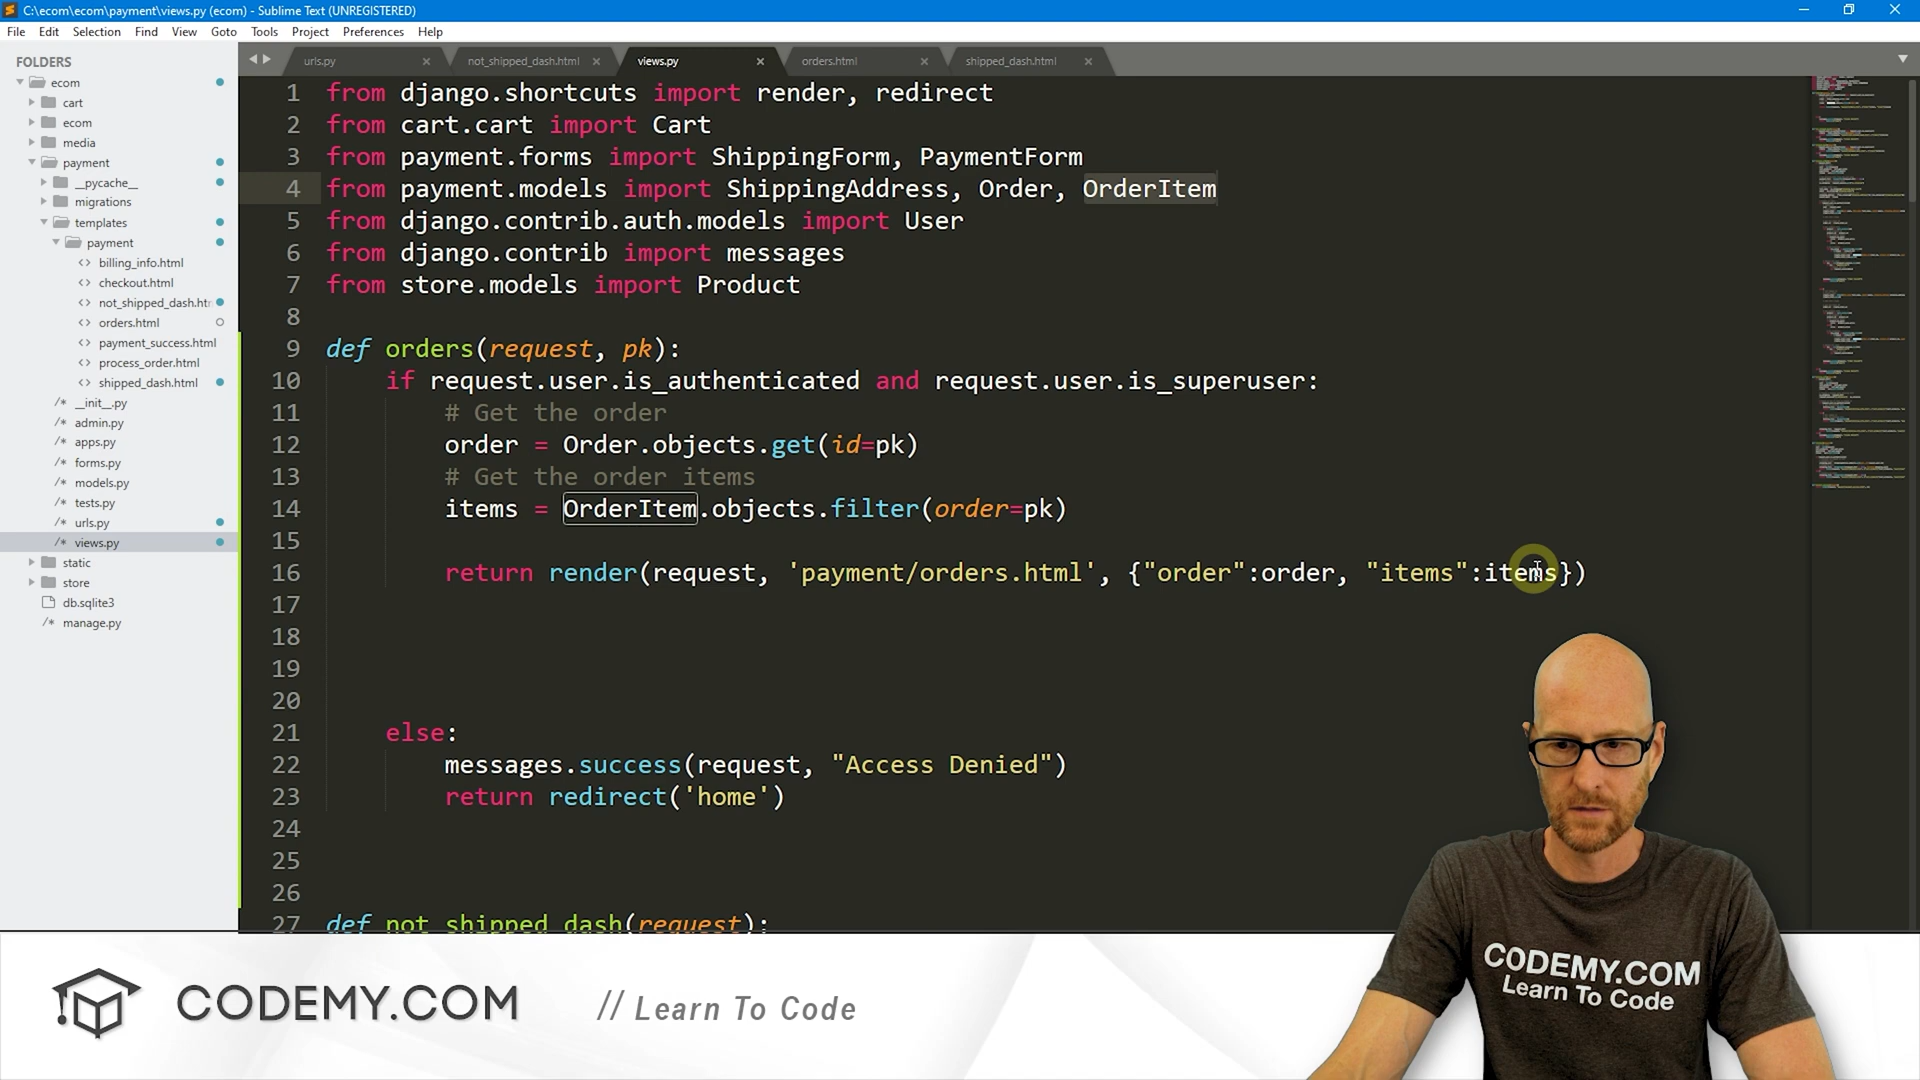 C:\ecom\ecom\payment\views.py (ecom) - Sublime Text (UNREGISTERED)
File Edit Selection Find View Goto Tools Project Preferences Help
FOLDERS
ecom
cart
ecom
media
payment
__pycache__
migrations
templates
payment
billing_info.html
checkout.html
not_shipped_dash.htm
orders.html
payment_success.html
process_order.html
shipped_dash.html
__init__.py
admin.py
apps.py
forms.py
models.py
tests.py
urls.py
views.py
static
store
db.sqlite3
manage.py
urls.py not_shipped_dash.html views.py orders.html shipped_dash.html
1 from django.shortcuts import render, redirect
2 from cart.cart import Cart
3 from payment.forms import ShippingForm, PaymentForm
4 from payment.models import ShippingAddress, Order, OrderItem
5 from django.contrib.auth.models import User
6 from django.contrib import messages
7 from store.models import Product
8
9 def orders(request, pk):
10 if request.user.is_authenticated and request.user.is_superuser:
11 # Get the order
12 order = Order.objects.get(id=pk)
13 # Get the order items
14 items = OrderItem.objects.filter(order=pk)
15
16 return render(request, 'payment/orders.html', {"order":order, "items":items})
17
18
19
20
21 else:
22 messages.success(request, "Access Denied")
23 return redirect('home')
24
25
26
27 def not_shipped_dash(request):
CODEMY.COM // Learn To Code
CODEMY.COM
Learn To Code